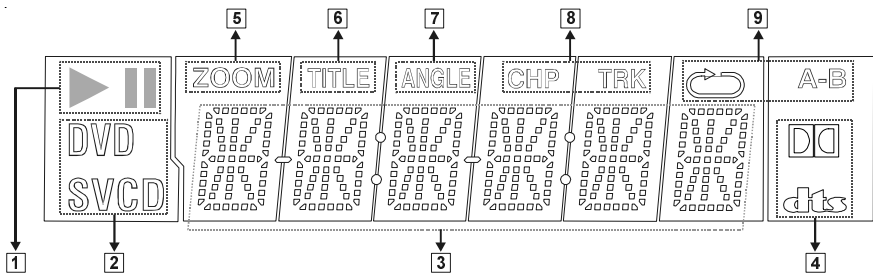 5 6 7 8 9
ZOOM TITLE ANGLE CHP TRK A-B
DVD
SVCD
dts
1 2 3 4